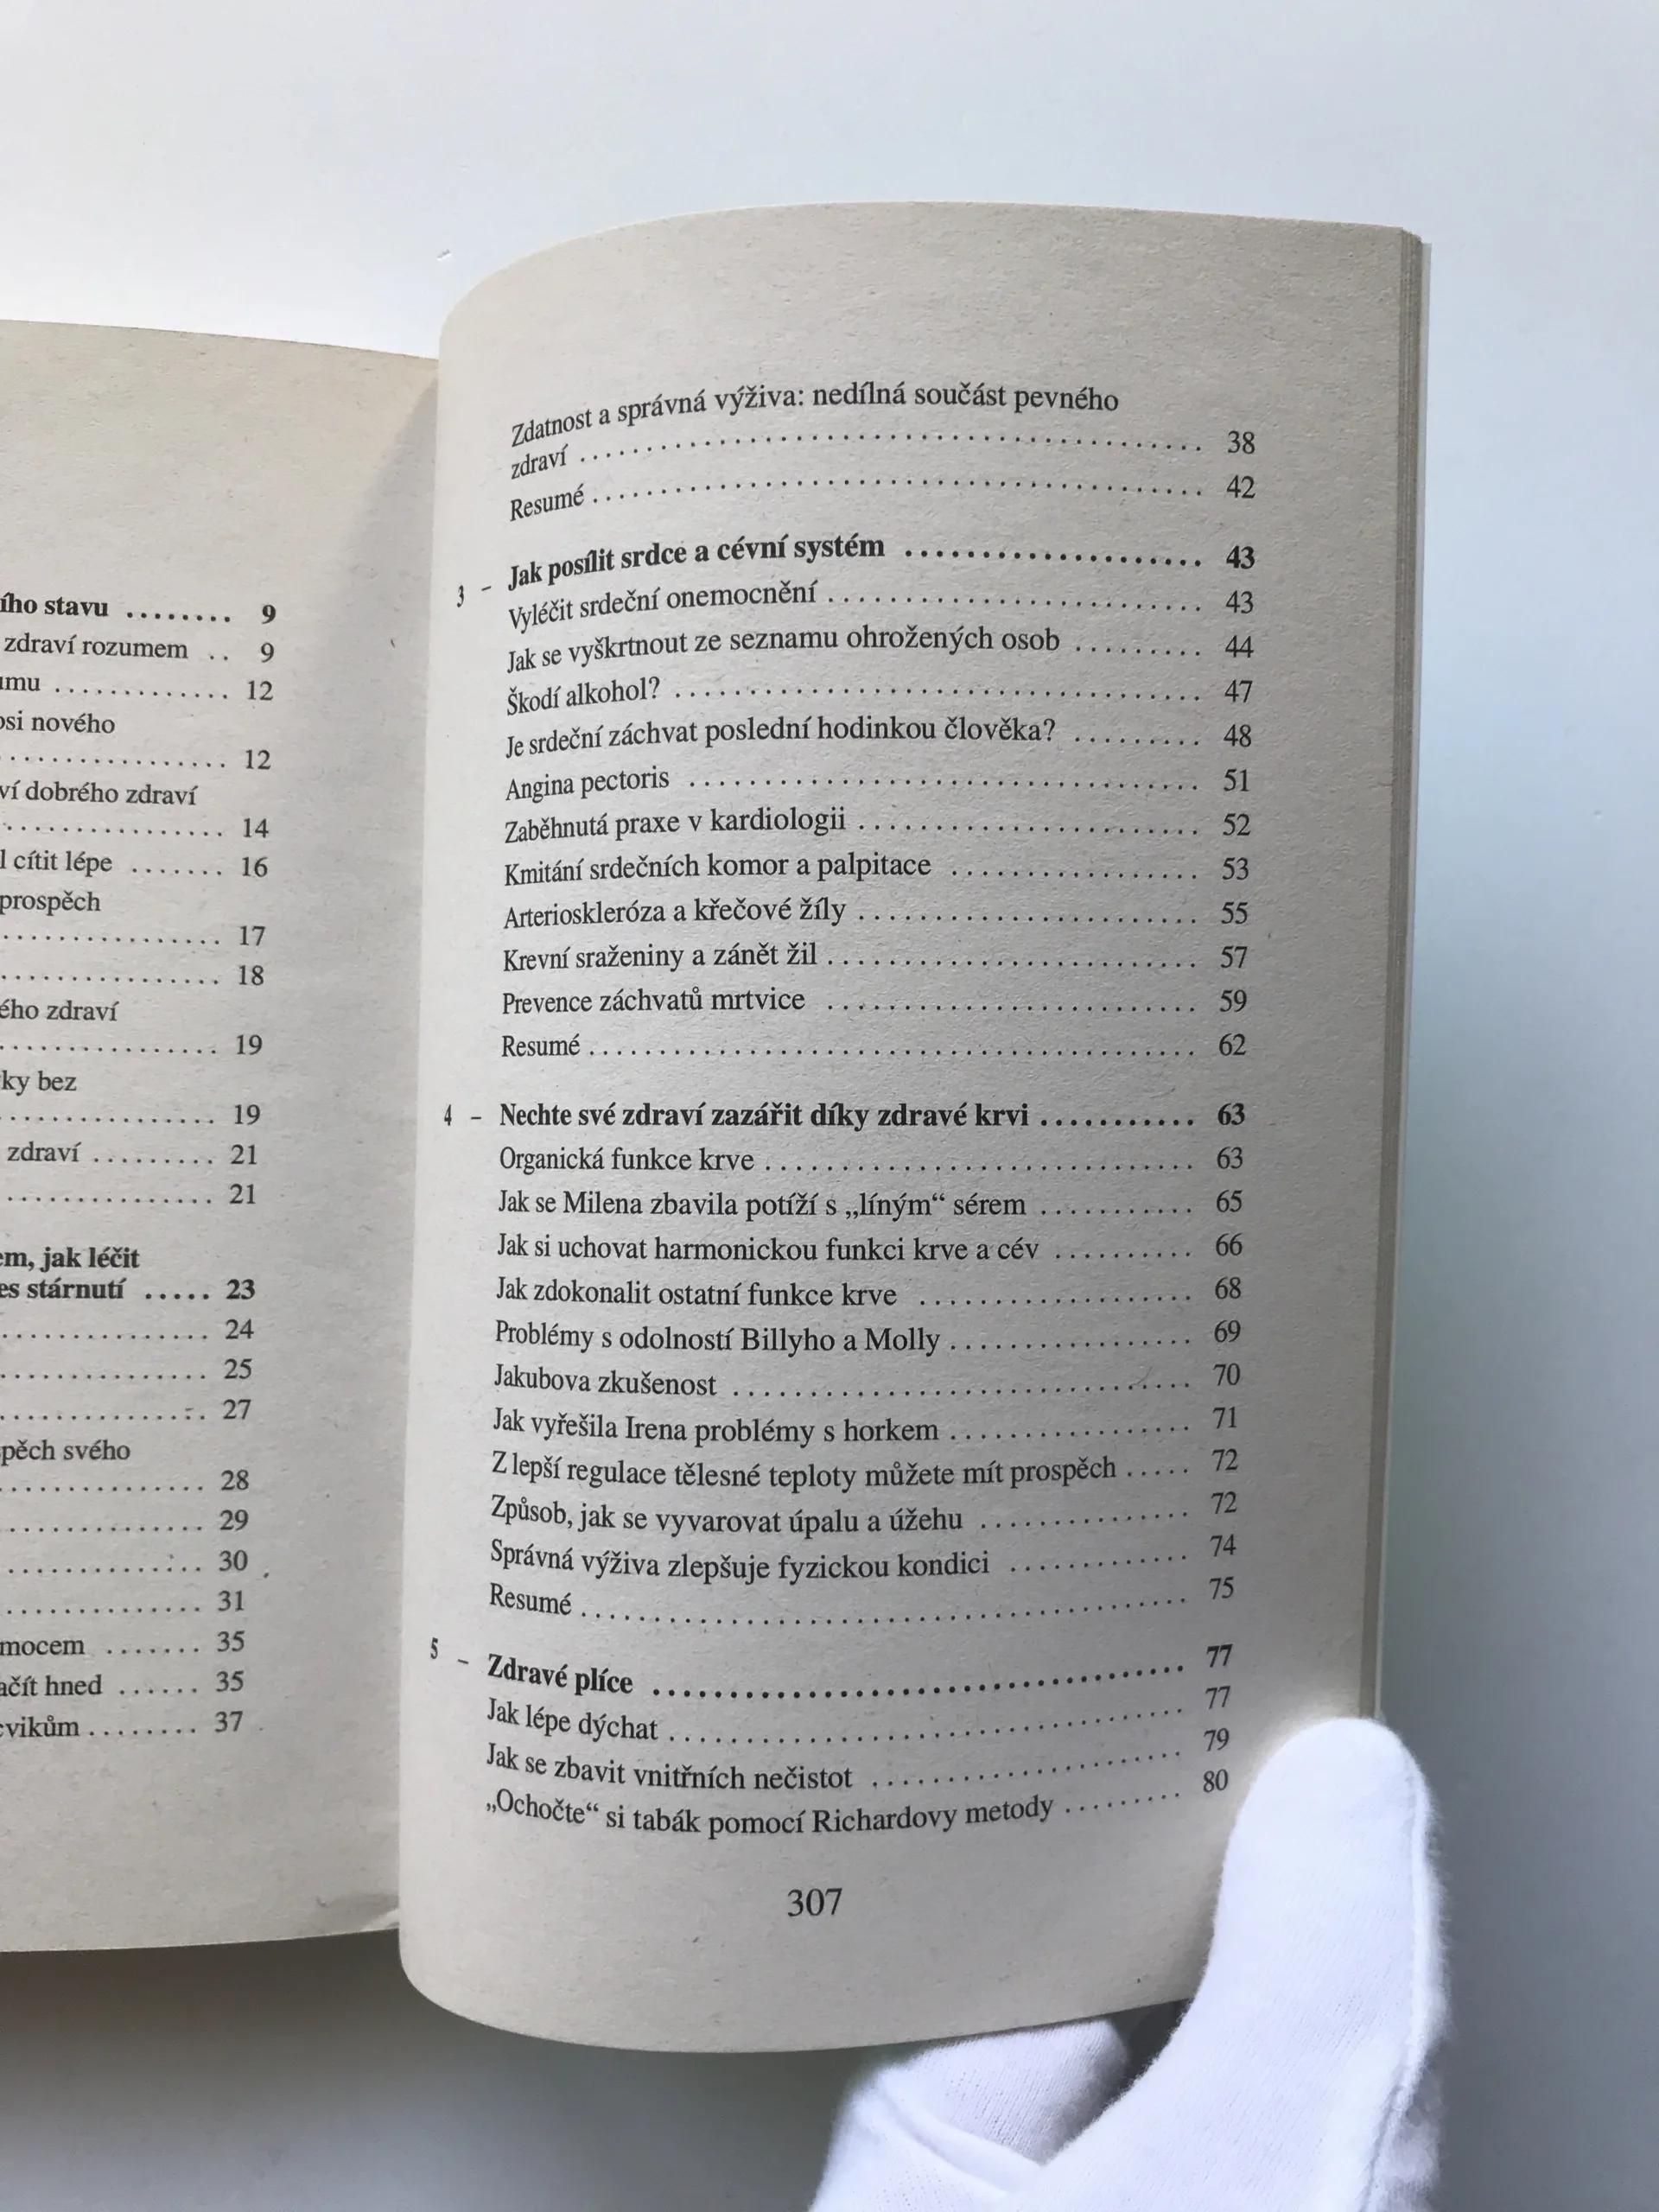 ího stavu ........ 9
zdraví rozumem .. 9
umu ............. 12
osi nového
................. 12
ví dobrého zdraví
................. 14
l cítit lépe ....... 16
prospěch
................. 17
................. 18
ého zdraví
................. 19
ky bez
................. 19
zdraví ......... 21
................. 21
em, jak léčit
es stárnutí ..... 23
................. 24
................. 25
................. 27
spěch svého
................. 28
................. 29
................. 30
................. 31
mocem ....... 35
ačít hned ...... 35
cvikům ........ 37
Zdatnost a správná výživa: nedílná součást pevného
zdraví ........................................ 38
Resumé ........................................ 42
3 – Jak posílit srdce a cévní systém .................... 43
Vyléčit srdeční onemocnění ........................... 43
Jak se vyškrtnout ze seznamu ohrožených osob ......... 44
Škodí alkohol? ...................................... 47
Je srdeční záchvat poslední hodinkou člověka? ......... 48
Angina pectoris ..................................... 51
Zaběhnutá praxe v kardiologii ......................... 52
Kmitání srdečních komor a palpitace .................. 53
Arterioskleróza a křečové žíly ......................... 55
Krevní sraženiny a zánět žil ........................... 57
Prevence záchvatů mrtvice ........................... 59
Resumé ............................................ 62
4 – Nechte své zdraví zazářit díky zdravé krvi ........... 63
Organická funkce krve ............................... 63
Jak se Milena zbavila potíží s „líným“ sérem ........... 65
Jak si uchovat harmonickou funkci krve a cév .......... 66
Jak zdokonalit ostatní funkce krve .................... 68
Problémy s odolností Billyho a Molly ................. 69
Jakubova zkušenost ................................. 70
Jak vyřešila Irena problémy s horkem ................. 71
Z lepší regulace tělesné teploty můžete mít prospěch ..... 72
Způsob, jak se vyvarovat úpalu a úžehu ............... 72
Správná výživa zlepšuje fyzickou kondici ............. 74
Resumé ............................................ 75
5 – Zdravé plíce ...................................... 77
Jak lépe dýchat ..................................... 77
Jak se zbavit vnitřních nečistot ....................... 79
„Ochočte“ si tabák pomocí Richardovy metody ......... 80
307